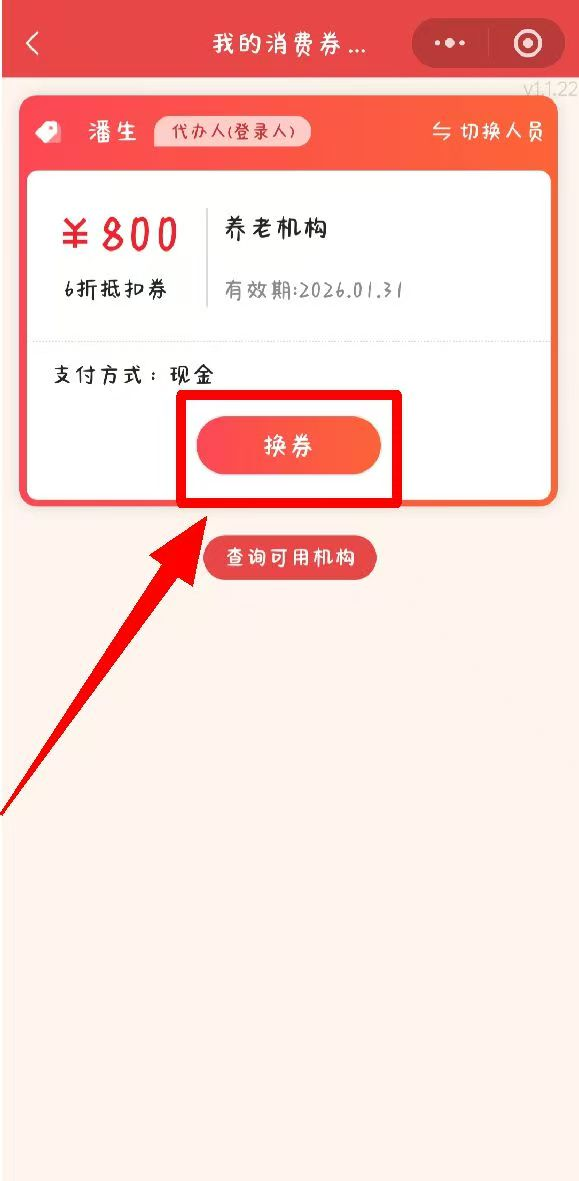 我的消费券...
v1.1.22
潘生 代办人(登录人) 切换人员
¥800 养老机构
6折抵扣券 有效期:2026.01.31
支付方式：现金
换券
查询可用机构